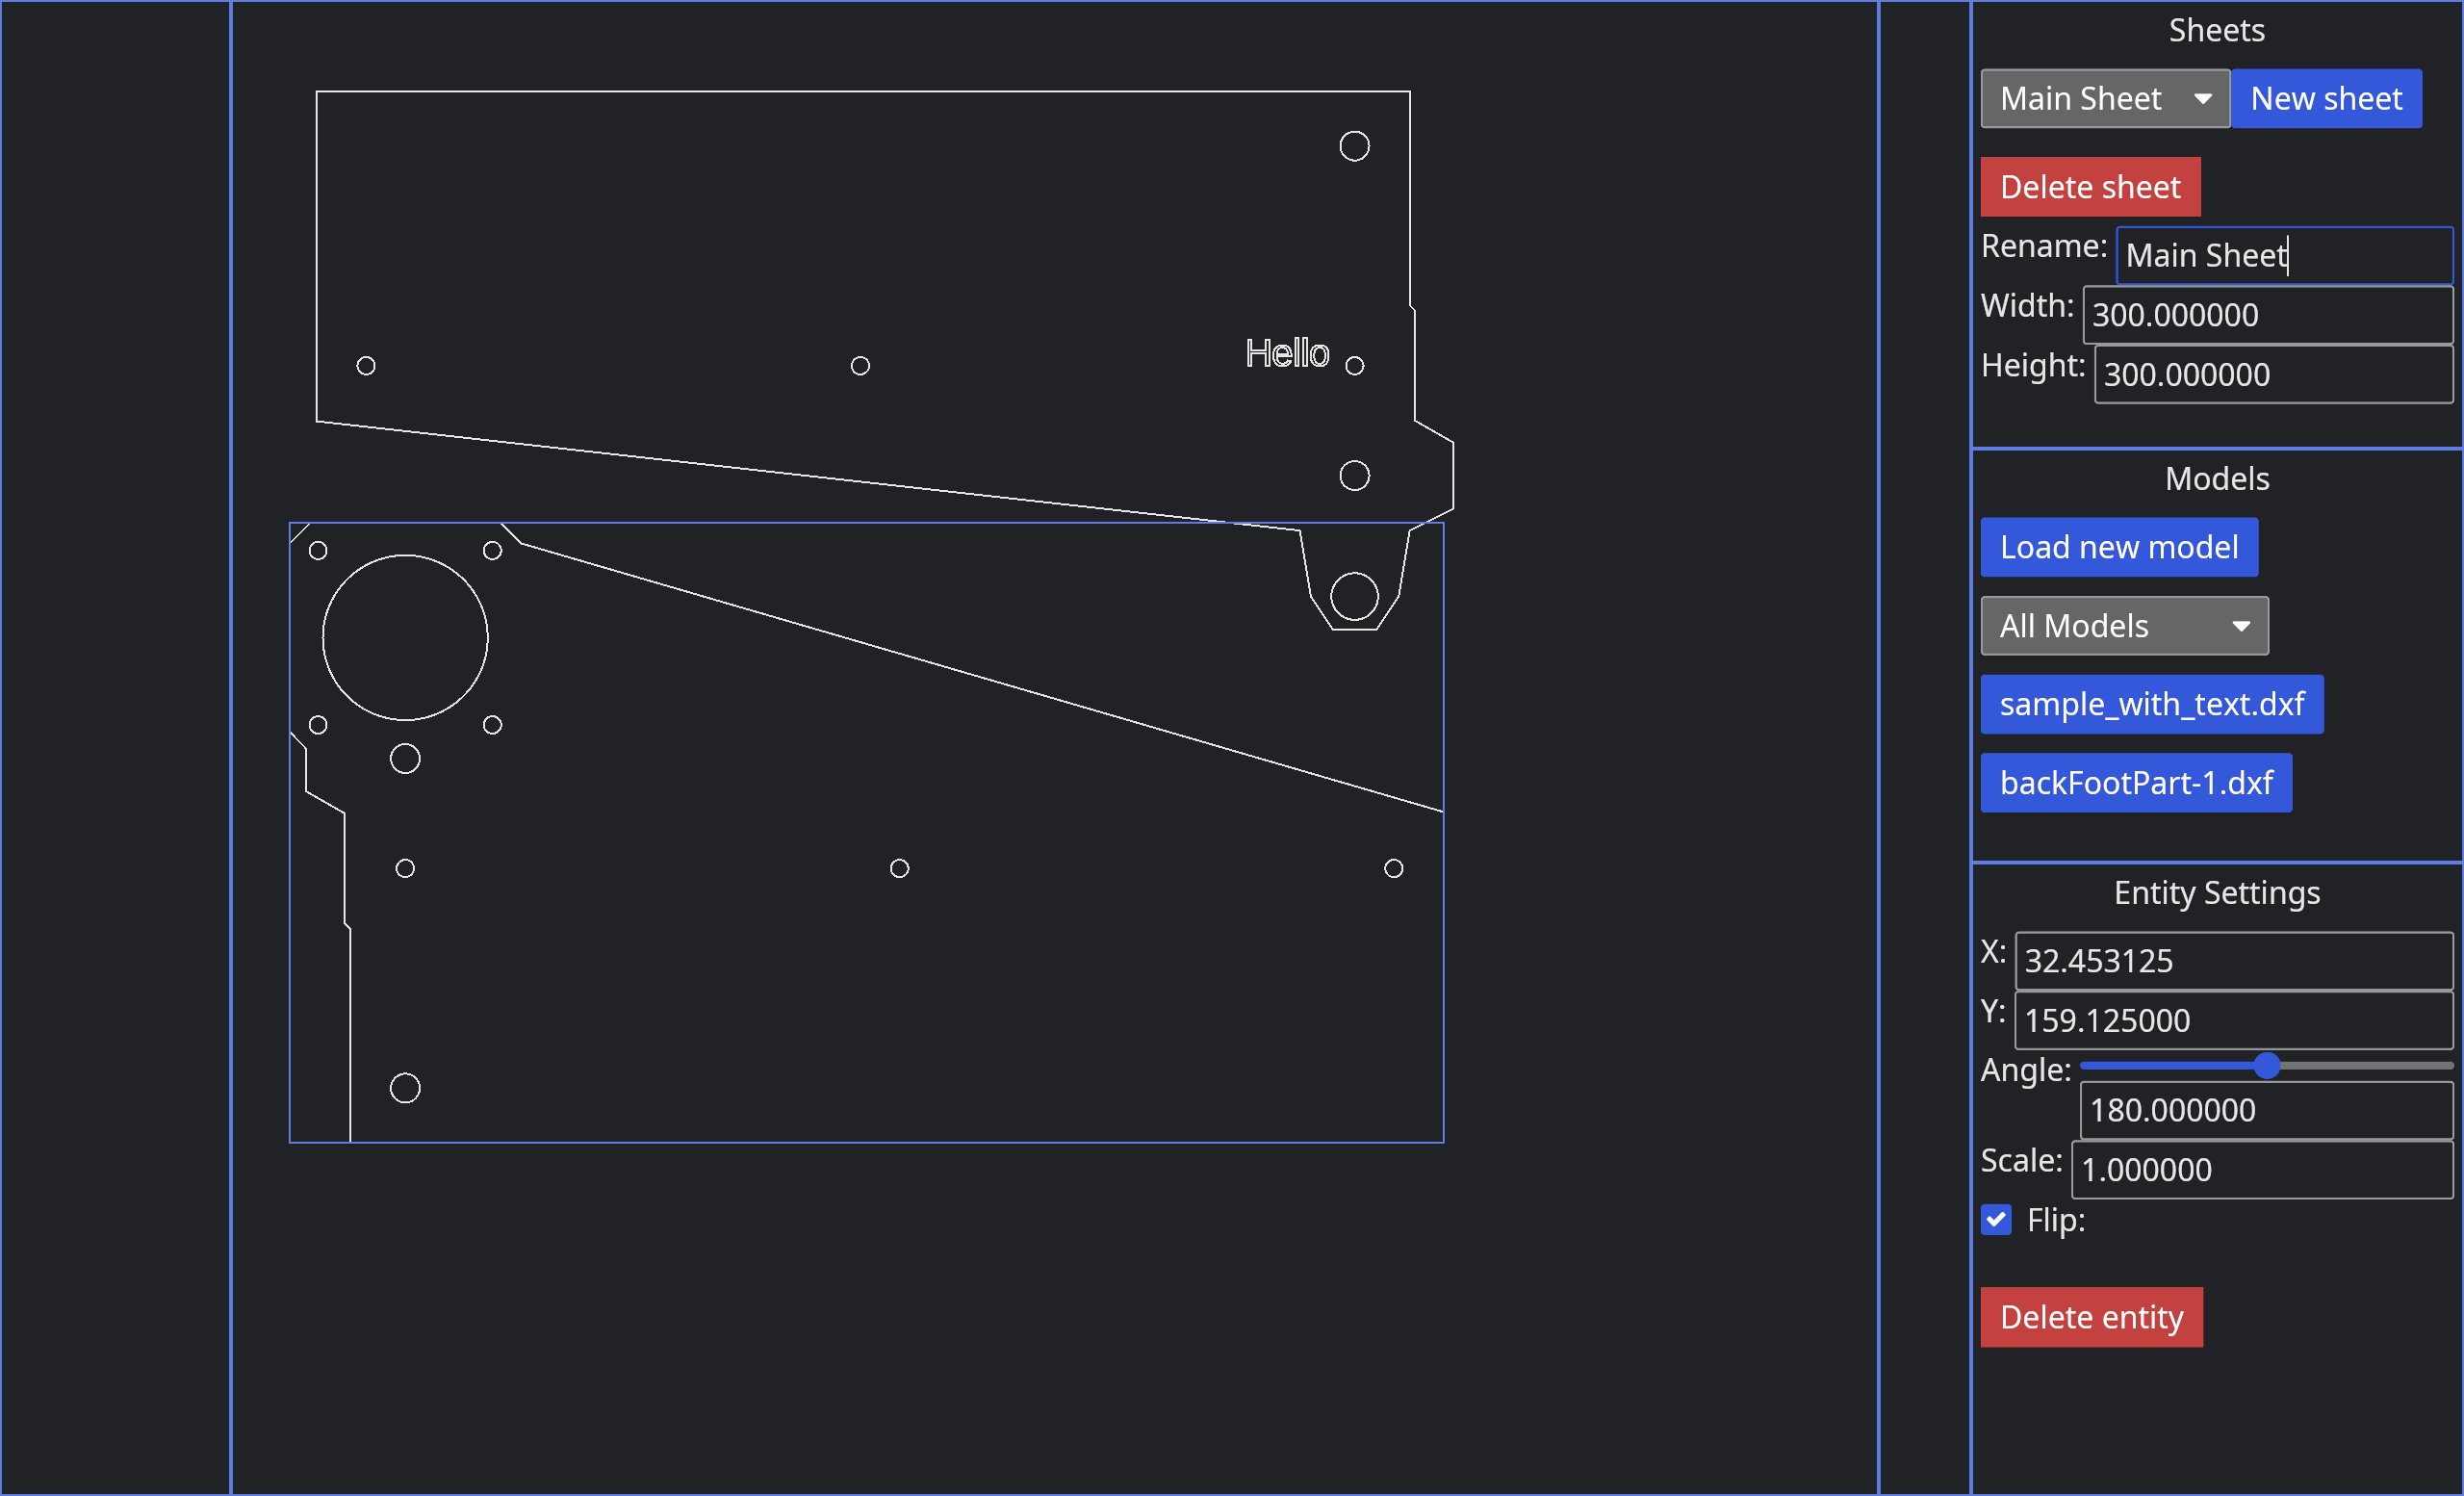 Hello
Sheets
Main Sheet New sheet
Delete sheet
Rename: Main Sheet
Width: 300.000000
Height: 300.000000
Models
Load new model
All Models
sample_with_text.dxf
backFootPart-1.dxf
Entity Settings
X: 32.453125
Y: 159.125000
Angle:
180.000000
Scale: 1.000000
Flip:
Delete entity